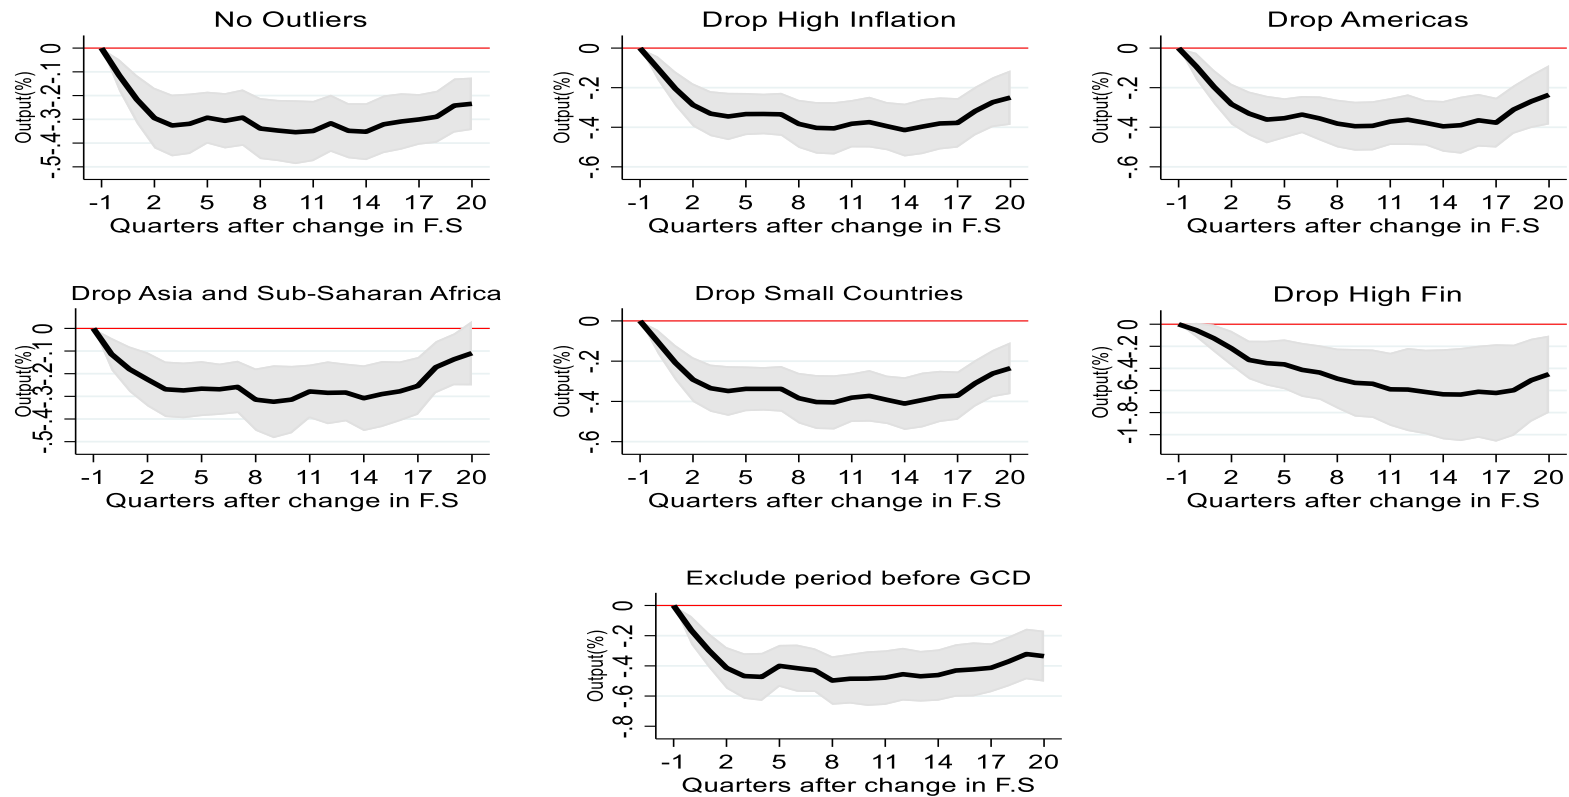 No Outliers
Output(%)
0
-.1
-.2
-.3
-.4
-.5
-1 2 5 8 11 14 17 20
Quarters after change in F.S
Drop High Inflation
Output(%)
0
-.2
-.4
-.6
-1 2 5 8 11 14 17 20
Quarters after change in F.S
Drop Americas
Output(%)
0
-.2
-.4
-.6
-1 2 5 8 11 14 17 20
Quarters after change in F.S
Drop Asia and Sub-Saharan Africa
Output(%)
0
-.1
-.2
-.3
-.4
-.5
-1 2 5 8 11 14 17 20
Quarters after change in F.S
Drop Small Countries
Output(%)
0
-.2
-.4
-.6
-1 2 5 8 11 14 17 20
Quarters after change in F.S
Drop High Fin
Output(%)
0
-.2
-.4
-.6
-.8
-1
-1 2 5 8 11 14 17 20
Quarters after change in F.S
Exclude period before GCD
Output(%)
0
-.2
-.4
-.6
-.8
-1 2 5 8 11 14 17 20
Quarters after change in F.S